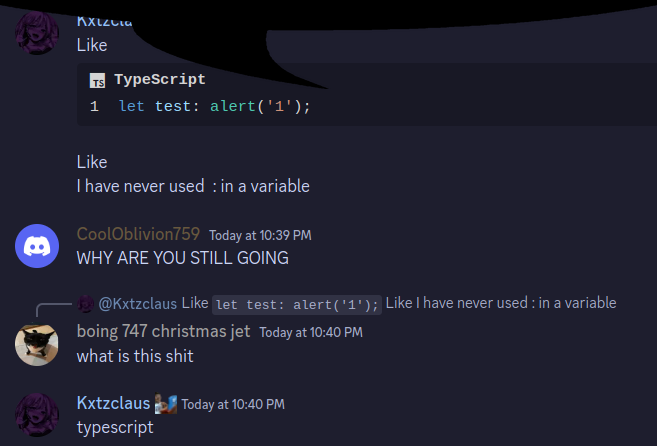 Kxtzclaus
Like
TS TypeScript
1 let test: alert('1');
Like
I have never used : in a variable
CoolOblivion759 Today at 10:39 PM
WHY ARE YOU STILL GOING
@Kxtzclaus Like let test: alert('1'); Like I have never used : in a variable
boing 747 christmas jet Today at 10:40 PM
what is this shit
Kxtzclaus Today at 10:40 PM
typescript